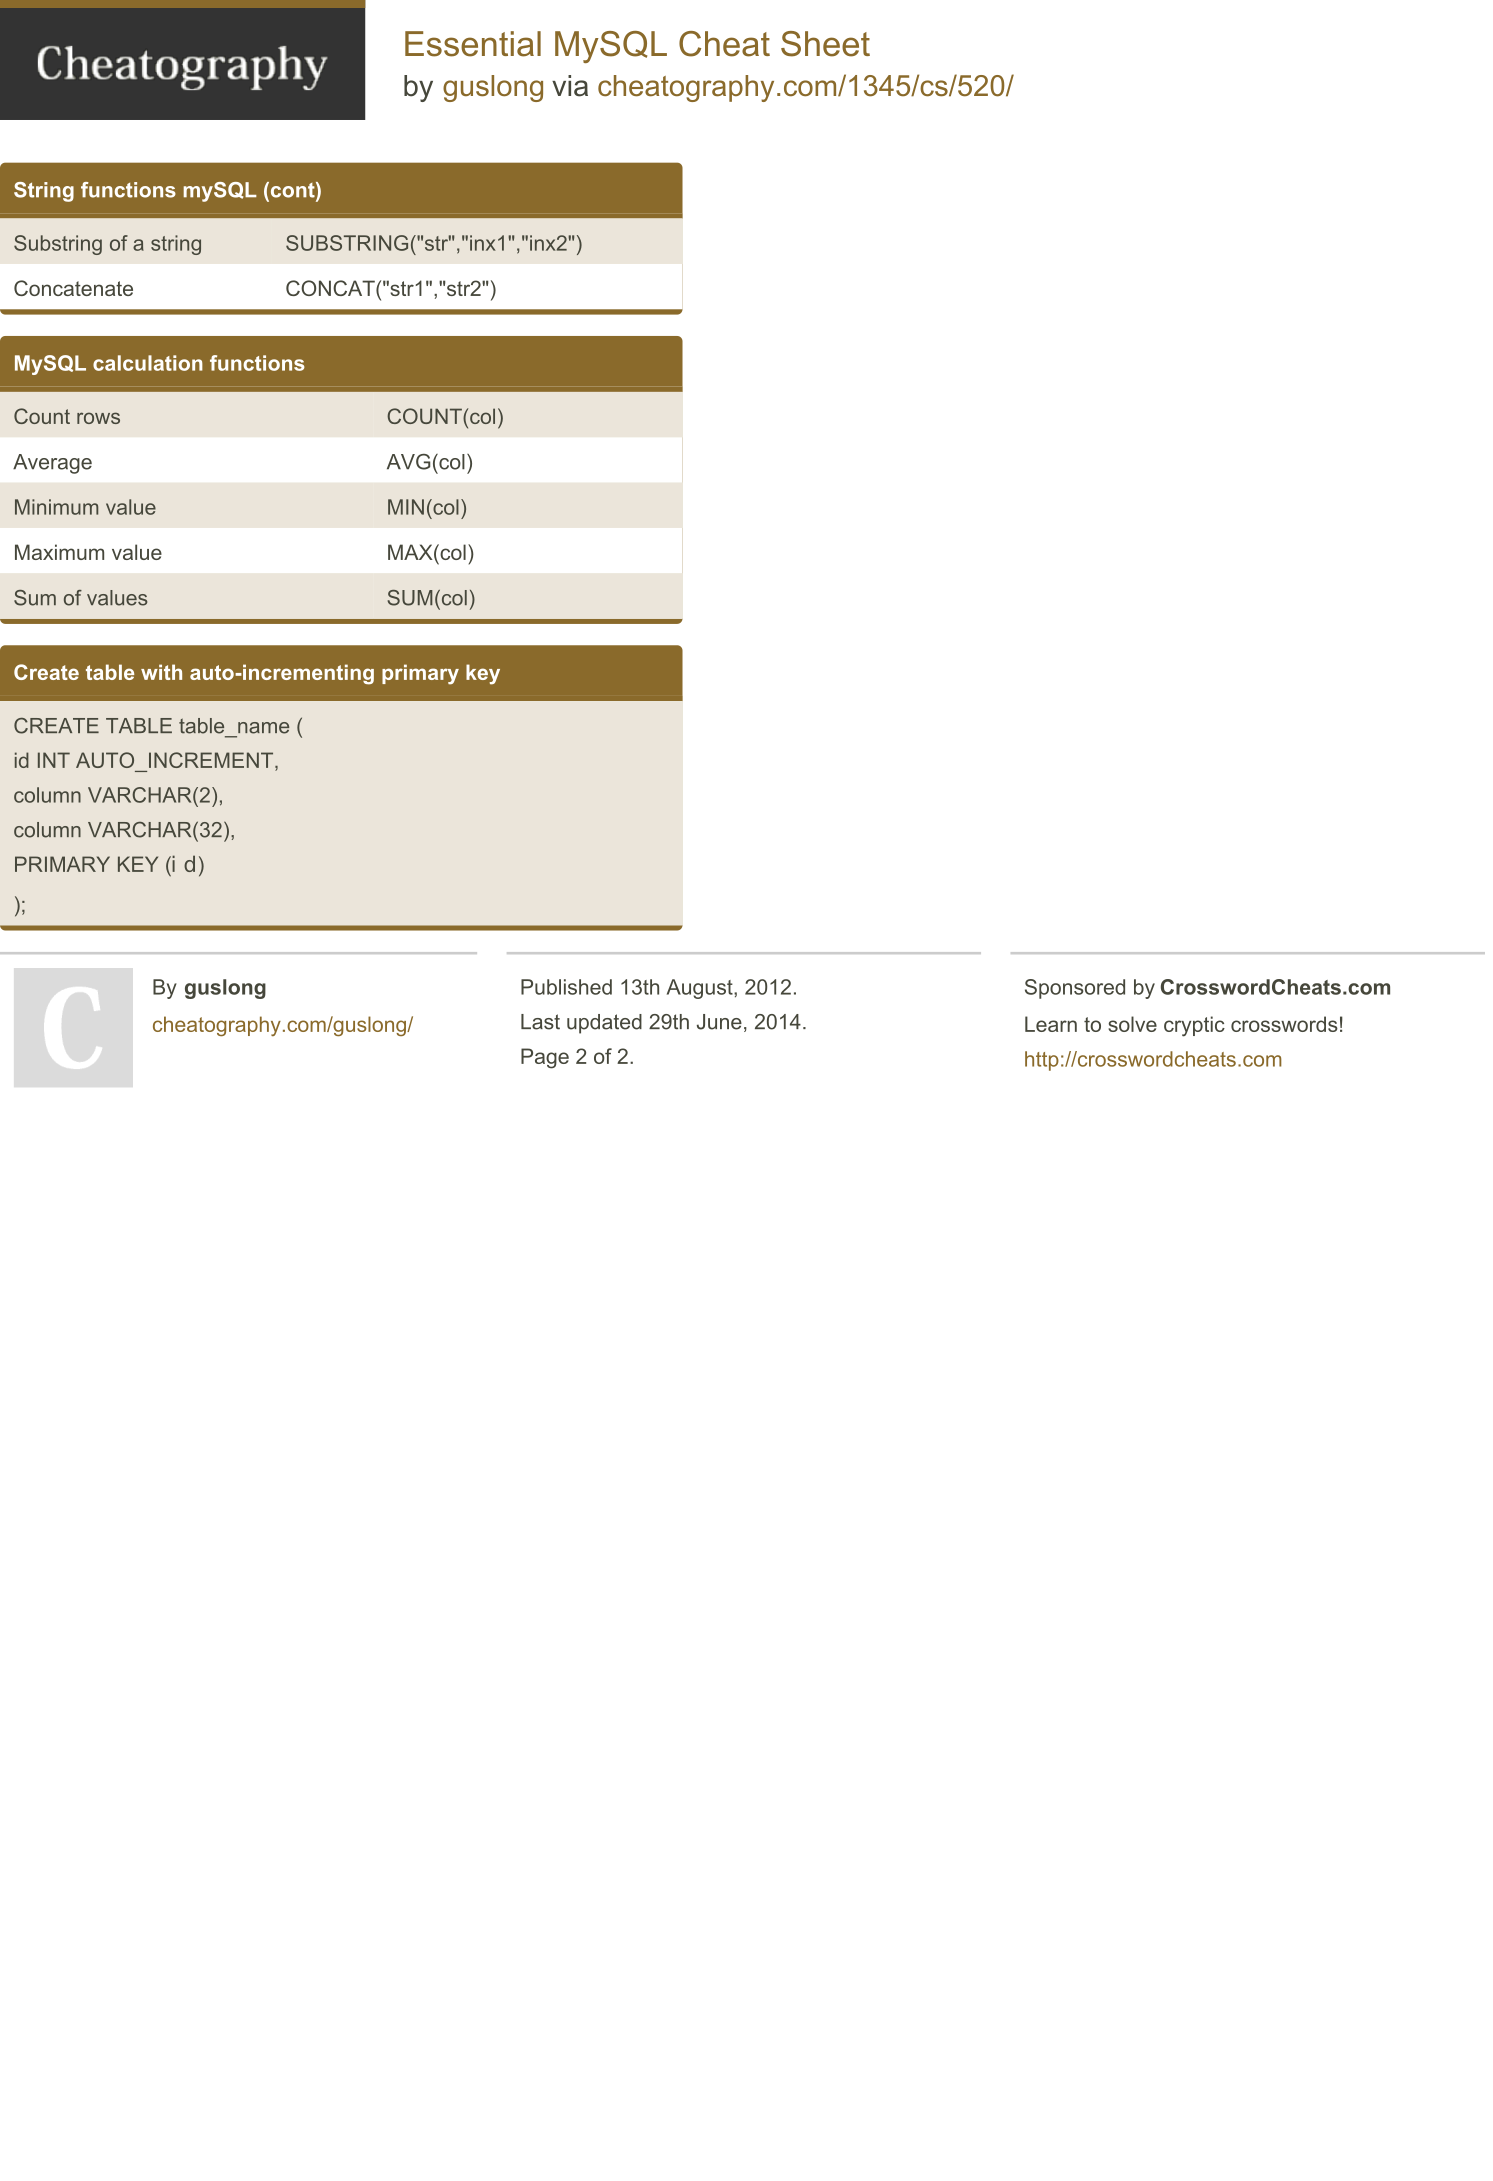 Cheatography
Essential MySQL Cheat Sheet
by guslong via cheatography.com/1345/cs/520/
String functions mySQL (cont)
Substring of a string SUBSTRING("str","inx1","inx2")
Concatenate CONCAT("str1","str2")
MySQL calculation functions
Count rows COUNT(col)
Average AVG(col)
Minimum value MIN(col)
Maximum value MAX(col)
Sum of values SUM(col)
Create table with auto-incrementing primary key
CREATE TABLE table_name (
id INT AUTO_INCREMENT,
column VARCHAR(2),
column VARCHAR(32),
PRIMARY KEY (i d)
);
C
By guslong
cheatography.com/guslong/
Published 13th August, 2012.
Last updated 29th June, 2014.
Page 2 of 2.
Sponsored by CrosswordCheats.com
Learn to solve cryptic crosswords!
http://crosswordcheats.com